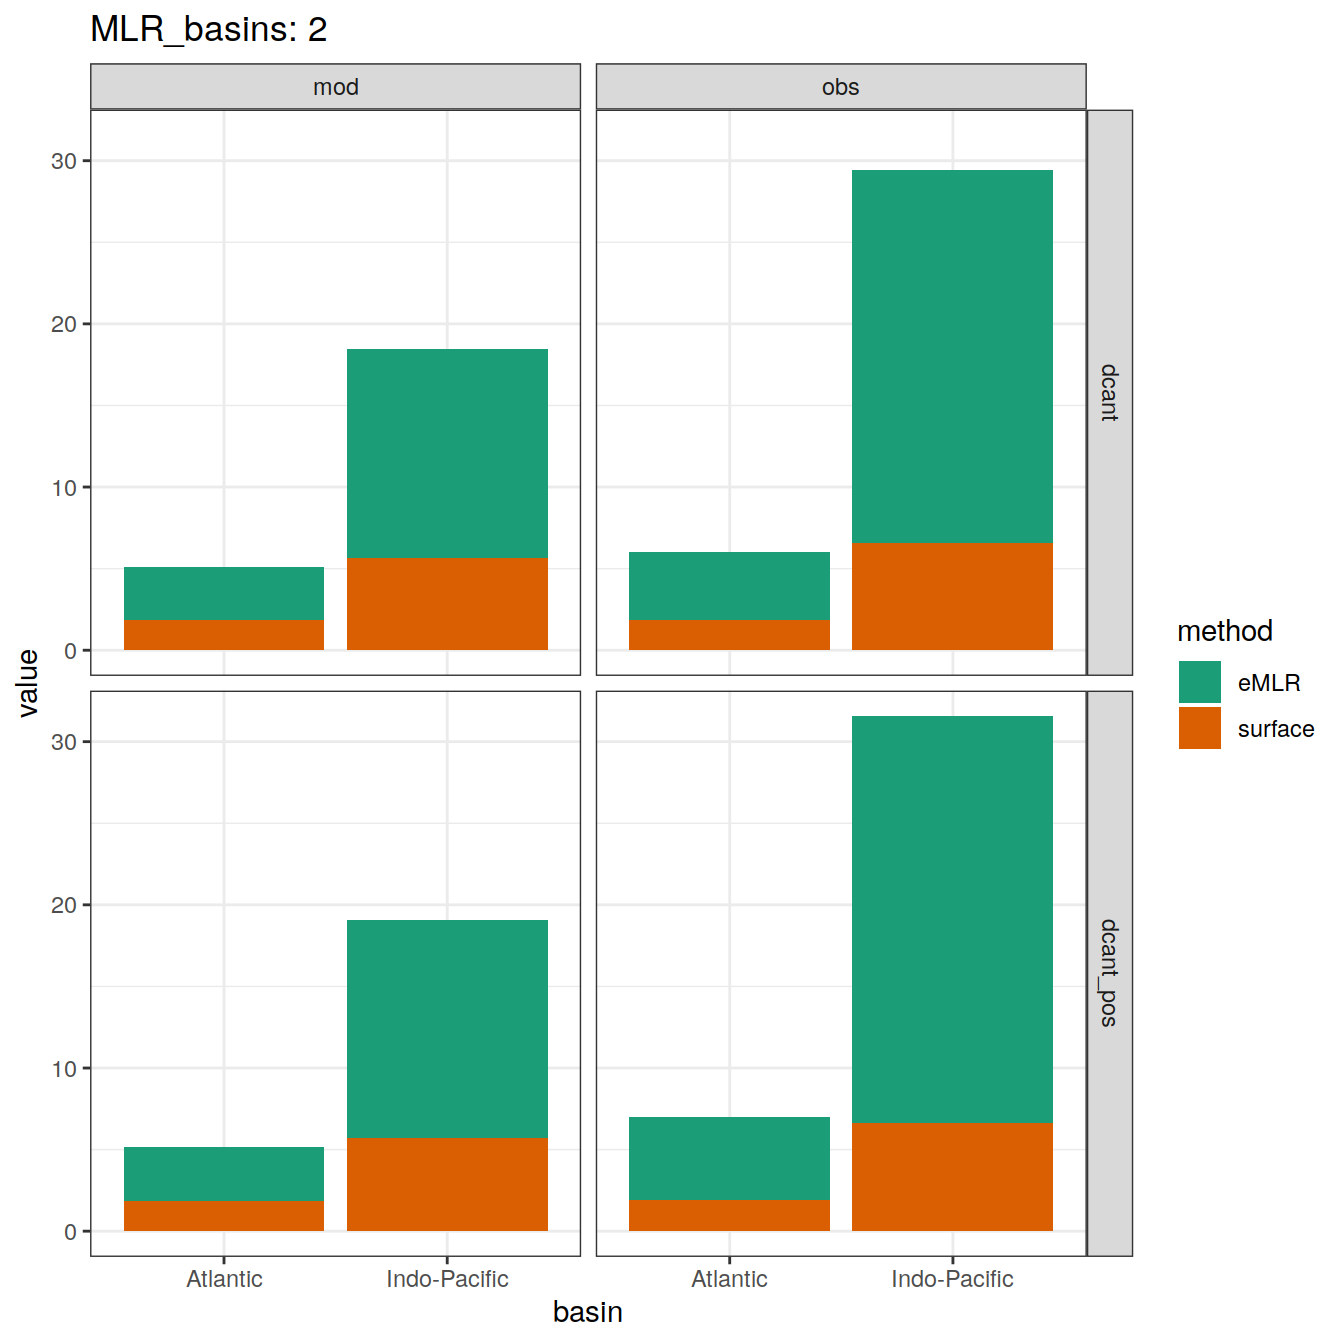 MLR_basins: 2
mod
obs
30
20
10
0
dcant
30
20
10
0
dcant_pos
value
Atlantic
Indo-Pacific
Atlantic
Indo-Pacific
basin
method
eMLR
surface